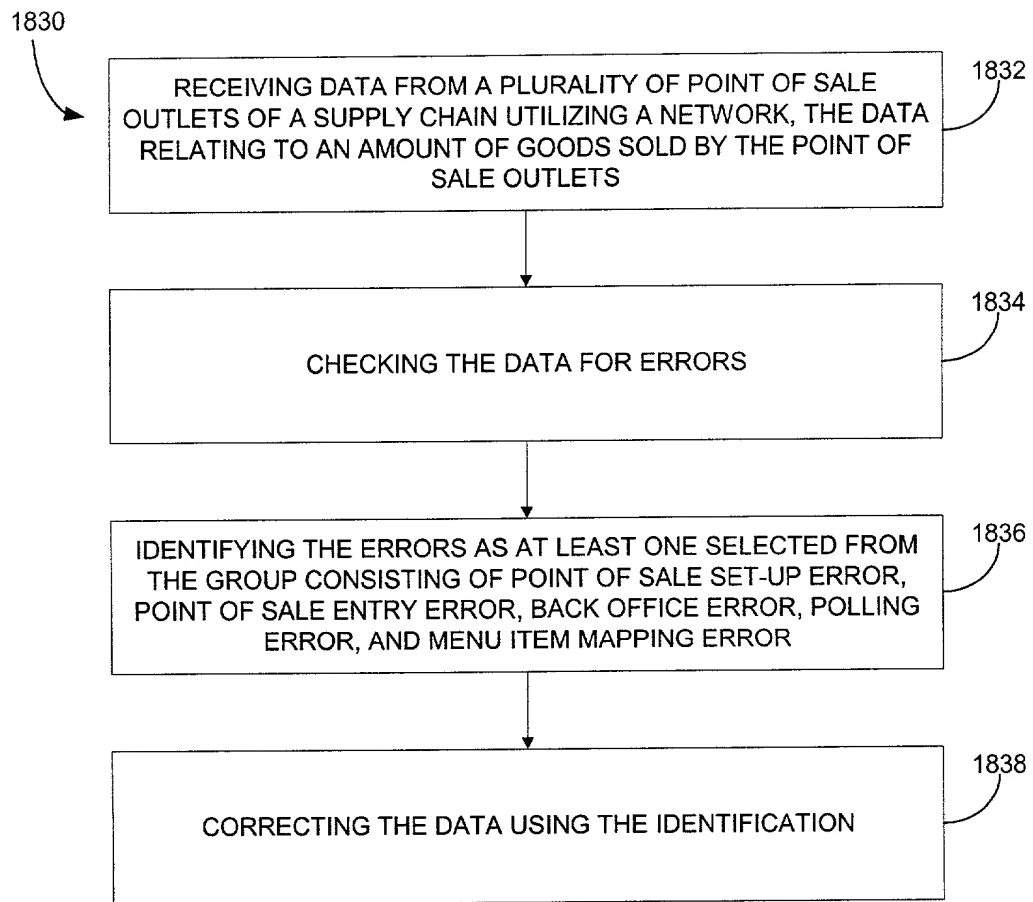 1830
1832
RECEIVING DATA FROM A PLURALITY OF POINT OF SALE
OUTLETS OF A SUPPLY CHAIN UTILIZING A NETWORK, THE DATA
RELATING TO AN AMOUNT OF GOODS SOLD BY THE POINT OF
SALE OUTLETS
1834
CHECKING THE DATA FOR ERRORS
1836
IDENTIFYING THE ERRORS AS AT LEAST ONE SELECTED FROM
THE GROUP CONSISTING OF POINT OF SALE SET-UP ERROR,
POINT OF SALE ENTRY ERROR, BACK OFFICE ERROR, POLLING
ERROR, AND MENU ITEM MAPPING ERROR
1838
CORRECTING THE DATA USING THE IDENTIFICATION